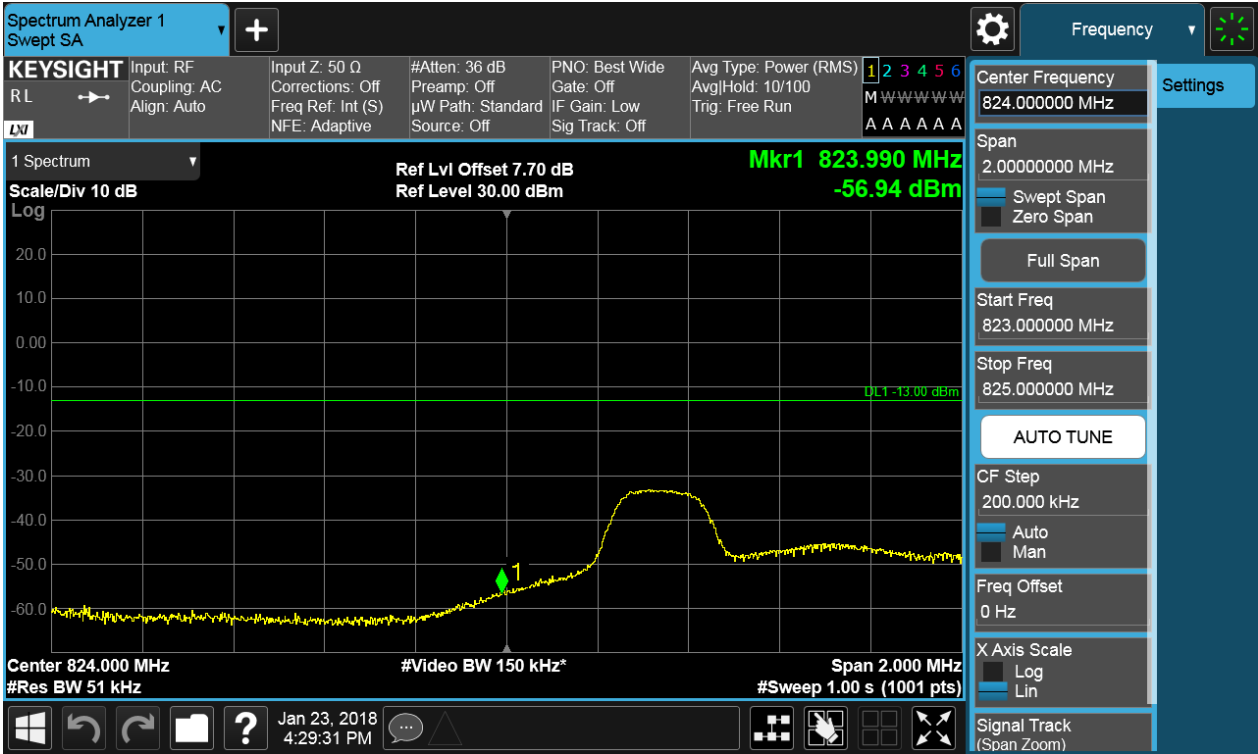 Spectrum Analyzer 1
Swept SA
+
Frequency
KEYSIGHT
R L
LXI
Input: RF
Coupling: AC
Align: Auto
Input Z: 50 Ω
Corrections: Off
Freq Ref: Int (S)
NFE: Adaptive
#Atten: 36 dB
Preamp: Off
µW Path: Standard
Source: Off
PNO: Best Wide
Gate: Off
IF Gain: Low
Sig Track: Off
Avg Type: Power (RMS)
Avg|Hold: 10/100
Trig: Free Run
1 2 3 4 5 6
M W W W W W
A A A A A A
1 Spectrum
Scale/Div 10 dB
Log
Ref Lvl Offset 7.70 dB
Ref Level 30.00 dBm
Mkr1 823.990 MHz
-56.94 dBm
20.0
10.0
0.00
-10.0
DL1 -13.00 dBm
-20.0
-30.0
-40.0
-50.0
1
-60.0
Center 824.000 MHz
#Video BW 150 kHz*
Span 2.000 MHz
#Res BW 51 kHz
#Sweep 1.00 s (1001 pts)
?
Jan 23, 2018
4:29:31 PM
Center Frequency
824.000000 MHz
Span
2.00000000 MHz
Swept Span
Zero Span
Full Span
Start Freq
823.000000 MHz
Stop Freq
825.000000 MHz
AUTO TUNE
CF Step
200.000 kHz
Auto
Man
Freq Offset
0 Hz
X Axis Scale
Log
Lin
Signal Track
(Span Zoom)
Settings